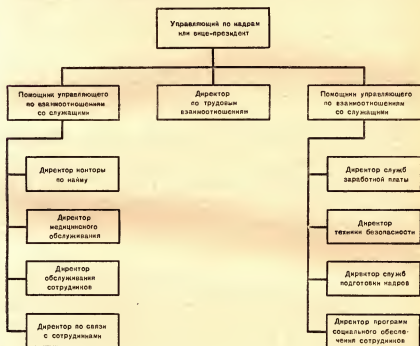 Управляющий по кадрам
или вице-президент
Помощник управляющего
по взаимоотношениям
со служащими
Директор
по трудовым
взаимоотношениям
Помощник управляющего
по взаимоотношениям
со служащими
Директор конторы
по найму
Директор
медицинского
обслуживания
Директор
обслуживания
сотрудников
Директор по связи
с сотрудниками
Директор служб
заработной платы
Директор
техники безопасности
Директор служб
подготовки кадров
Директор программ
социального обеспе-
чения сотрудников